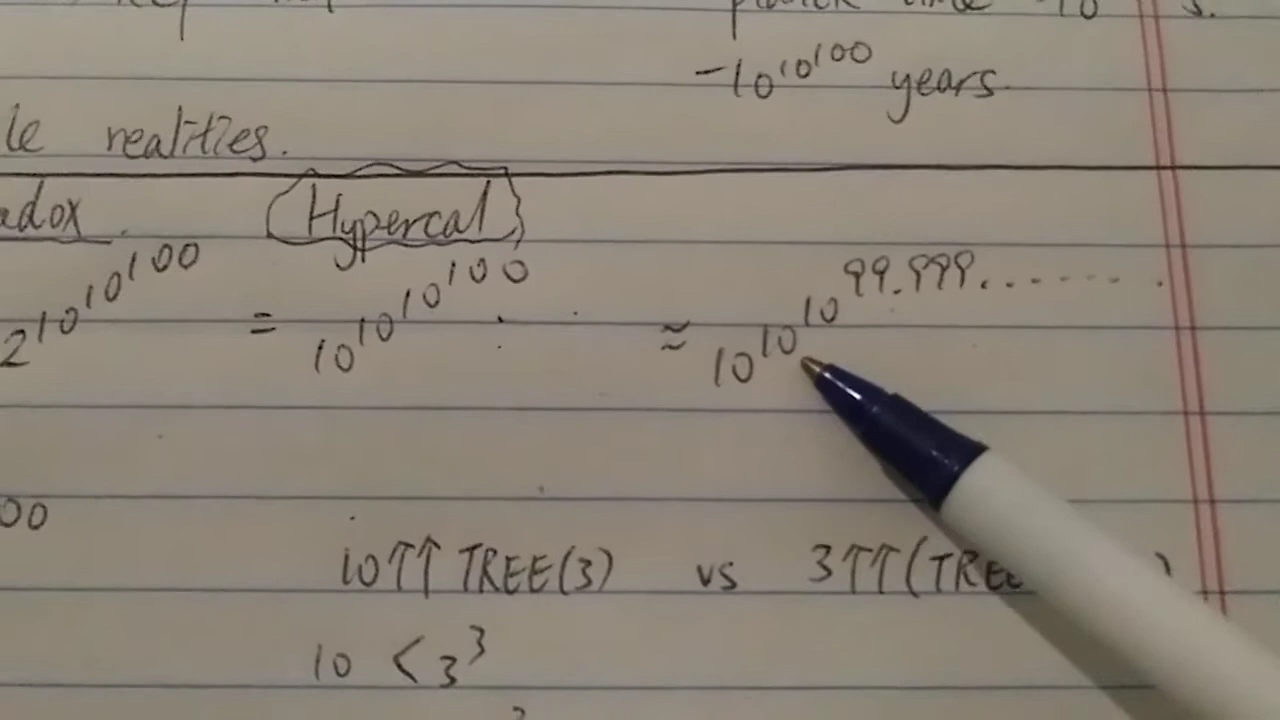 - 10^10^100 years.
le realities.
adox. Hypercal
2^10^10^100 = 10^10^10^100 ≈ 10^10^10^99.999........
00
10↑↑ TREE(3) vs 3↑↑(TREE )
10 < 3^3